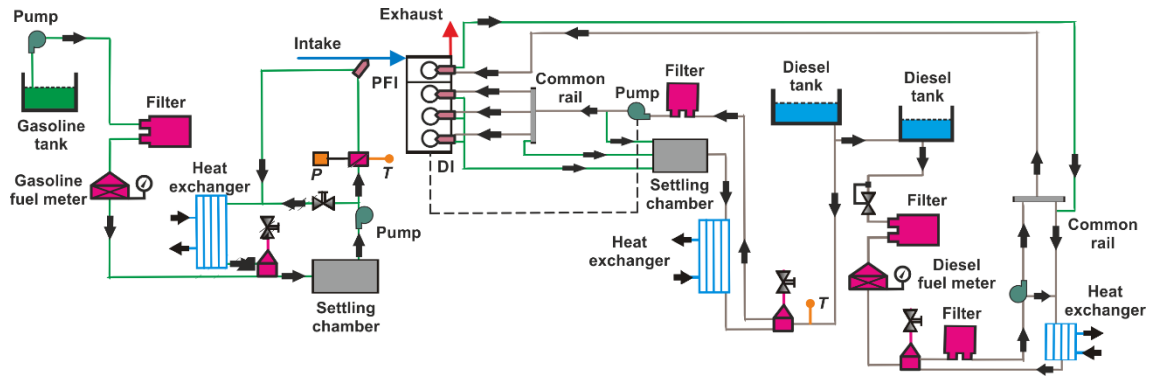 Pump
Gasoline
tank
Filter
Gasoline
fuel meter
Heat
exchanger
P
T
Pump
Settling
chamber
Intake
Exhaust
PFI
DI
Common
rail
Pump
Filter
Settling
chamber
Heat
exchanger
T
Diesel
tank
Diesel
tank
Filter
Diesel
fuel meter
Filter
Common
rail
Heat
exchanger